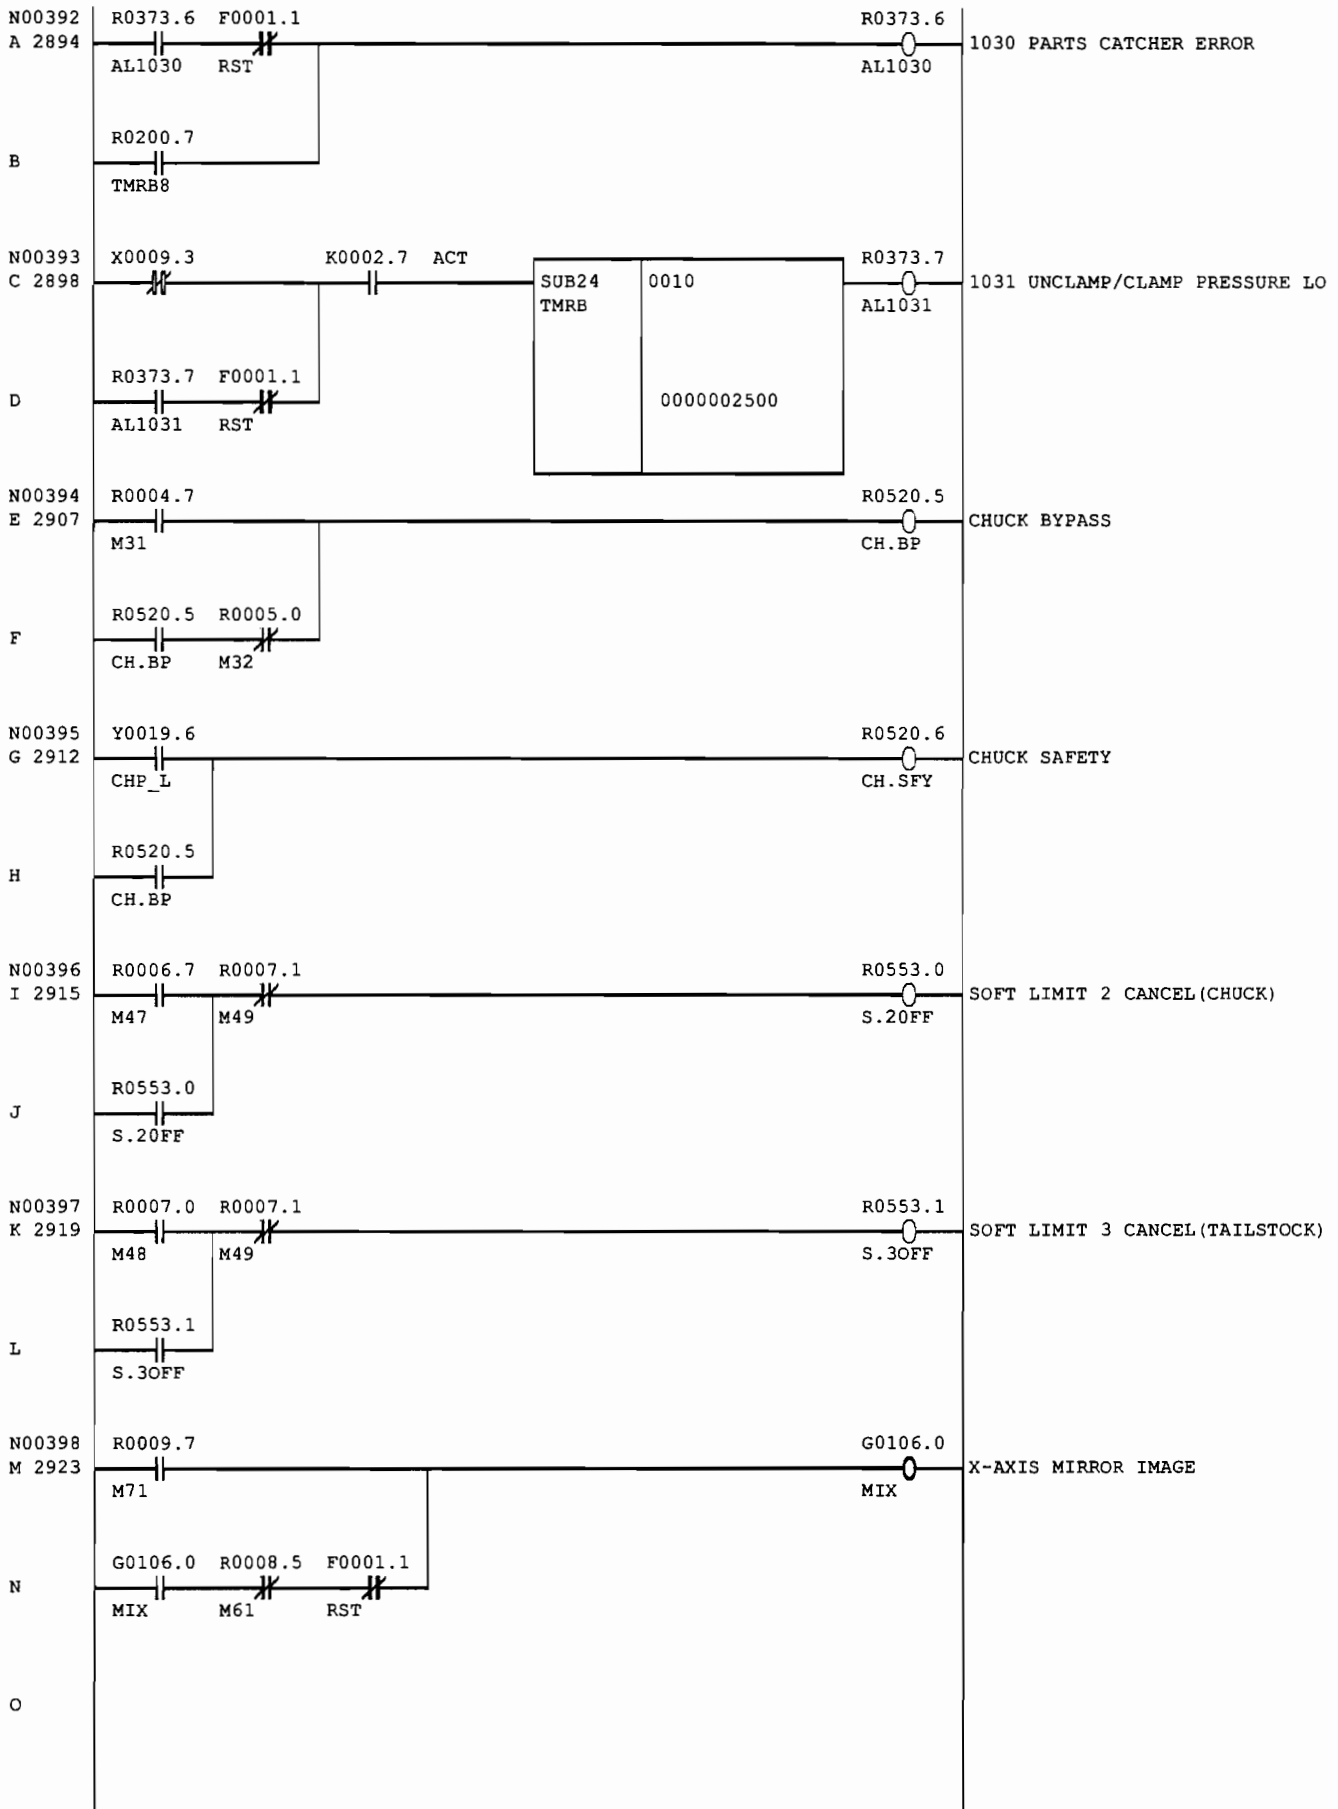 N00392 R0373.6 F0001.1 R0373.6
A 2894 1030 PARTS CATCHER ERROR
AL1030 RST AL1030
R0200.7
B
TMRB8
N00393 X0009.3 K0002.7 ACT R0373.7
C 2898 SUB24 0010 1031 UNCLAMP/CLAMP PRESSURE LO
TMRB AL1031
R0373.7 F0001.1
D 0000002500
AL1031 RST
N00394 R0004.7 R0520.5
E 2907 CHUCK BYPASS
M31 CH.BP
R0520.5 R0005.0
F
CH.BP M32
N00395 Y0019.6 R0520.6
G 2912 CHUCK SAFETY
CHP_L CH.SFY
R0520.5
H
CH.BP
N00396 R0006.7 R0007.1 R0553.0
I 2915 SOFT LIMIT 2 CANCEL(CHUCK)
M47 M49 S.2OFF
R0553.0
J
S.2OFF
N00397 R0007.0 R0007.1 R0553.1
K 2919 SOFT LIMIT 3 CANCEL(TAILSTOCK)
M48 M49 S.3OFF
R0553.1
L
S.3OFF
N00398 R0009.7 G0106.0
M 2923 X-AXIS MIRROR IMAGE
M71 MIX
G0106.0 R0008.5 F0001.1
N
MIX M61 RST
O